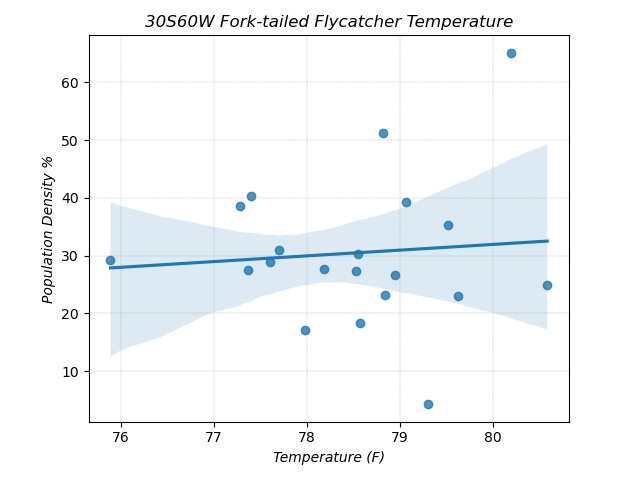 30S60W Fork-tailed Flycatcher Temperature
Population Density %
60
50
40
30
20
10
76 77 78 79 80
Temperature (F)